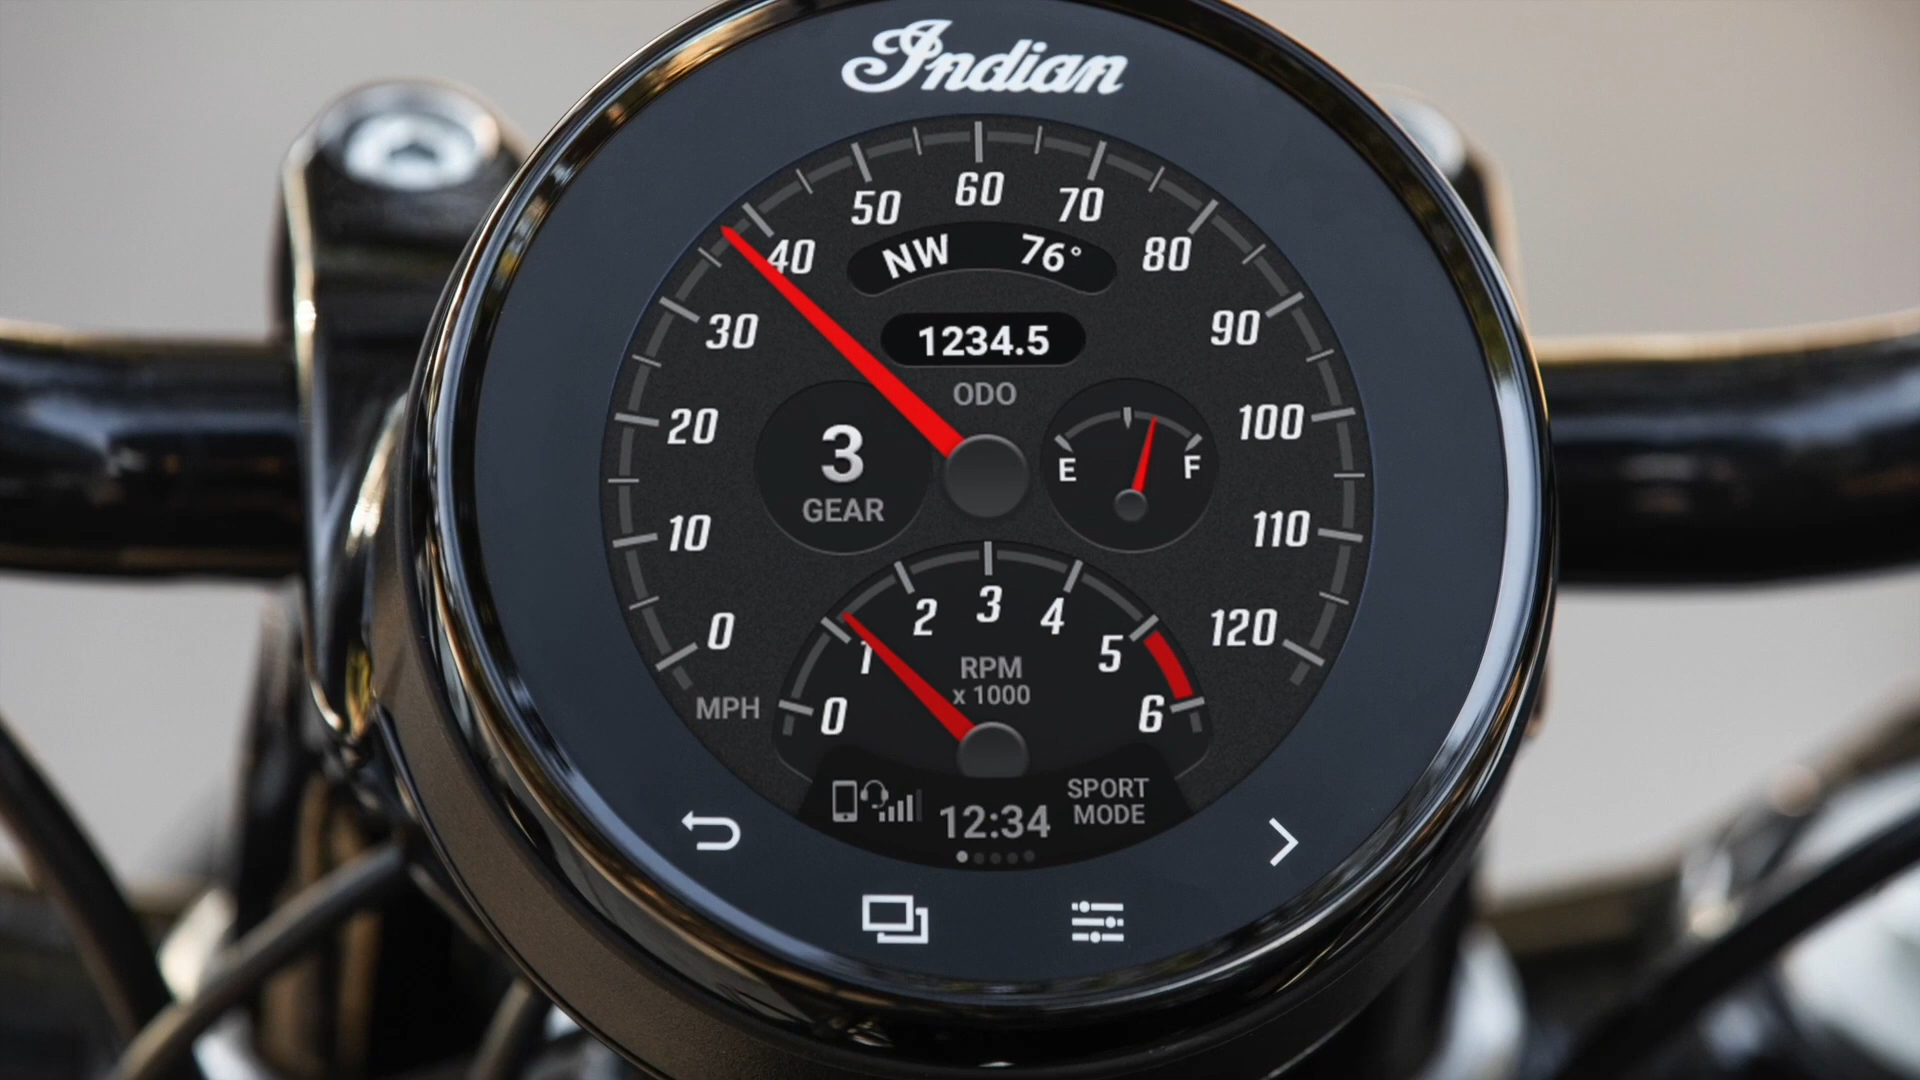 Indian
50 60 70
40 NW 76° 80
30 1234.5 90
ODO
20 3 E F 100
GEAR
10 110
0 2 3 4 120
1 5
RPM
x 1000
MPH 0 6
12:34 SPORT
MODE